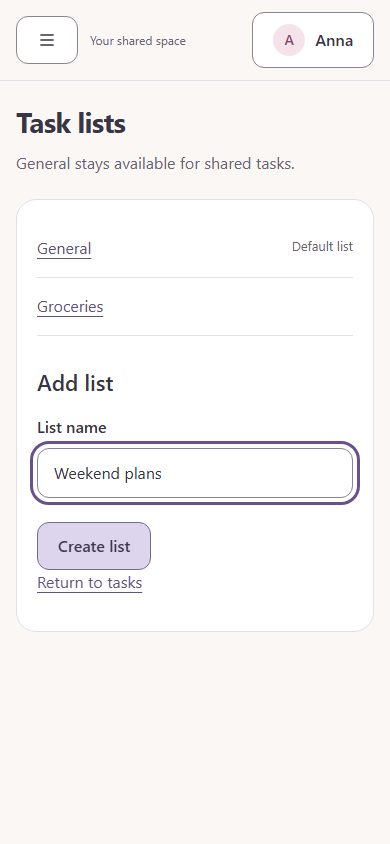 Your shared space
A
Anna
Task lists
General stays available for shared tasks.
General
Default list
Groceries
Add list
List name
Weekend plans
Create list
Return to tasks